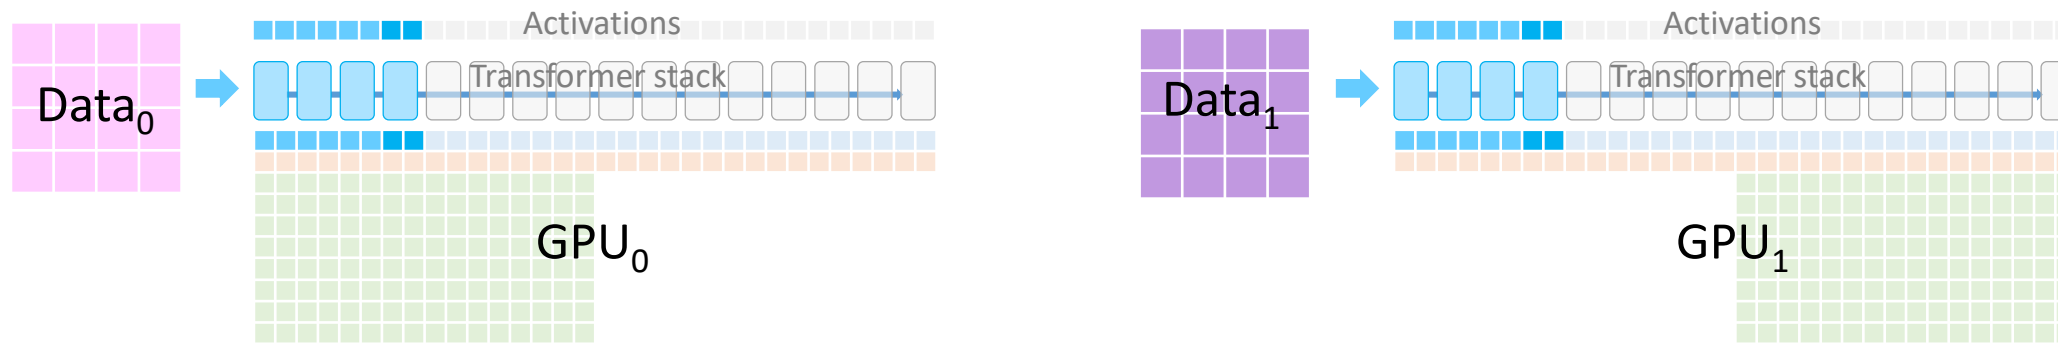 Activations
Transformer stack
Data₀
GPU₀
Activations
Transformer stack
Data₁
GPU₁